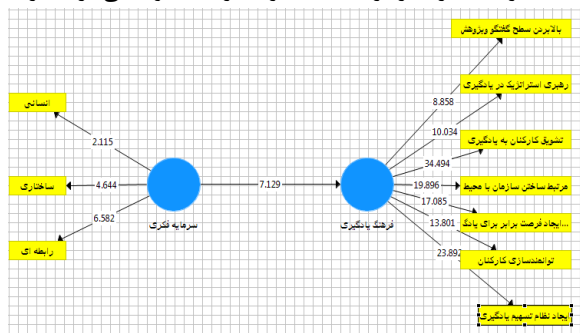 بالابردن سطح گفتگو وپژوهش
رهبری استراتژیک در یادگیری
8.858
انسانی
10.034
تشویق کارکنان به یادگیری
2.115
34.494
ساختاری
4.644
7.129
19.896
مرتبط ساختن سازمان با محیط
17.085
6.582
سرمایه فکری
فرهنگ یادگیری
13.801
ایجاد فرصت برابر برای یادگ...
رابطه ای
23.892
توانمندسازی کارکنان
ایجاد نظام تسهیم یادگیری